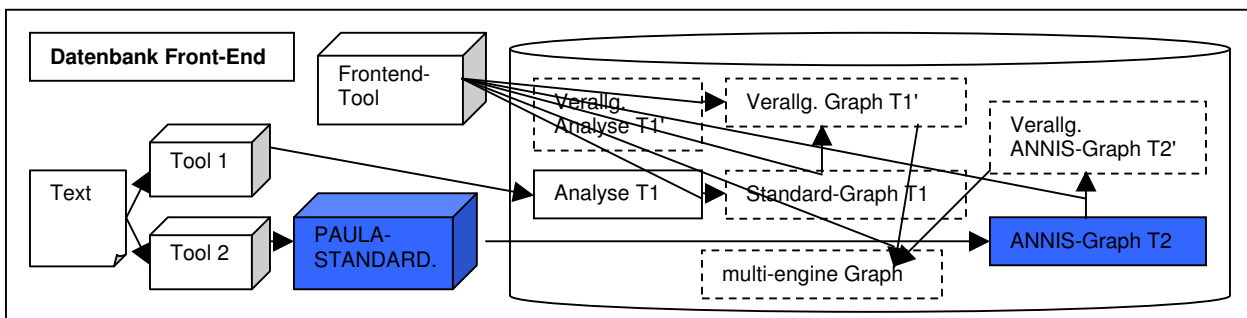 Datenbank Front-End
Frontend-
Tool
Verallg.
Analyse T1'
Verallg. Graph T1'
Verallg.
ANNIS-Graph T2'
Tool 1
Text
Analyse T1
Standard-Graph T1
Tool 2
PAULA-
STANDARD.
ANNIS-Graph T2
multi-engine Graph